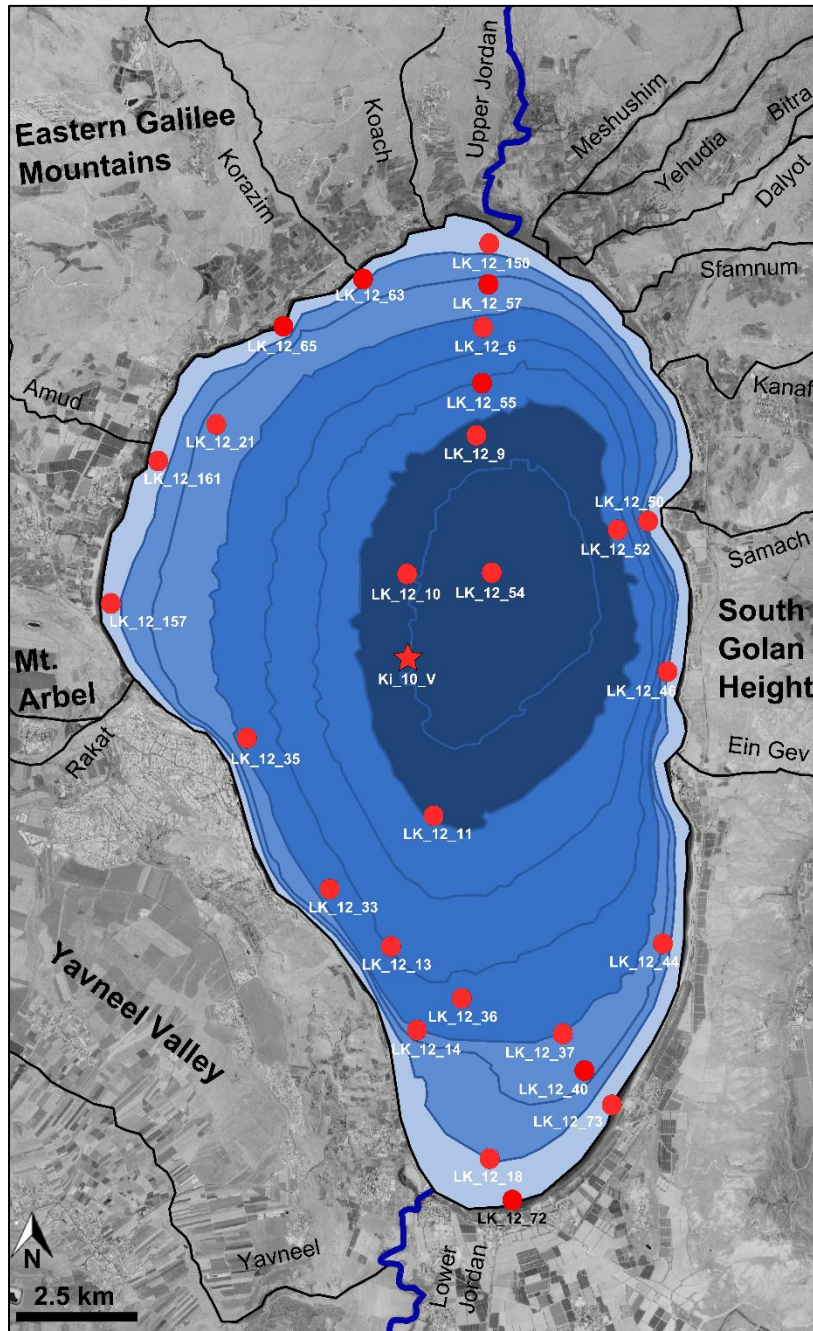 Eastern Galilee
Mountains
Korazim
Koach
Upper Jordan
Meshushim
Yehudia
Bitra
Dalyot
Sfamnum
LK_12_150
LK_12_63
LK_12_57
LK_12_65
LK_12_6
Amud
Kanaf
LK_12_55
LK_12_21
LK_12_9
LK_12_161
LK_12_50
LK_12_52
Samach
LK_12_10
LK_12_54
LK_12_157
South
Golan
Height
Mt.
Arbel
Ki_10_V
LK_12_46
Rakat
LK_12_35
Ein Gev
LK_12_11
LK_12_33
LK_12_13
LK_12_44
Yavneel Valley
LK_12_36
LK_12_14
LK_12_37
LK_12_40
LK_12_73
LK_12_18
LK_12_72
Yavneel
Lower
Jordan
N
2.5 km